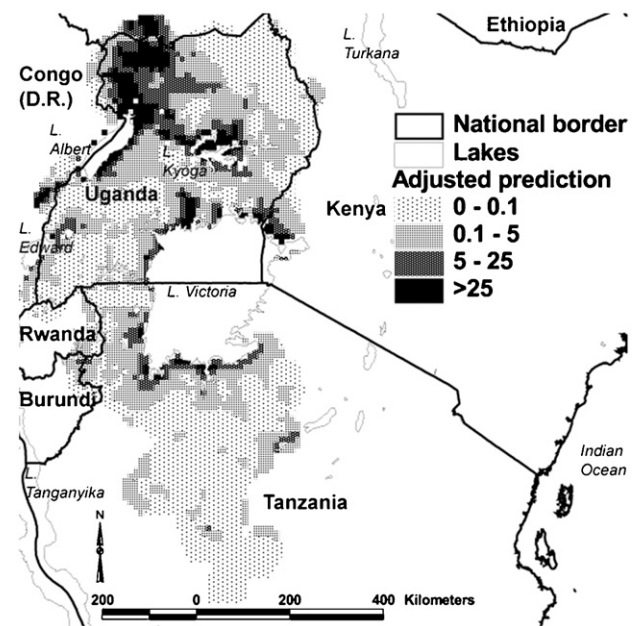 Ethiopia
L.
Turkana
Congo
(D.R.)
L.
Albert
L.
Kyoga
Uganda
L.
Edward
Kenya
National border
Lakes
Adjusted prediction
0 - 0.1
0.1 - 5
5 - 25
>25
L. Victoria
Rwanda
Burundi
L.
Tanganyika
Tanzania
Indian
Ocean
N
200 0 200 400 Kilometers